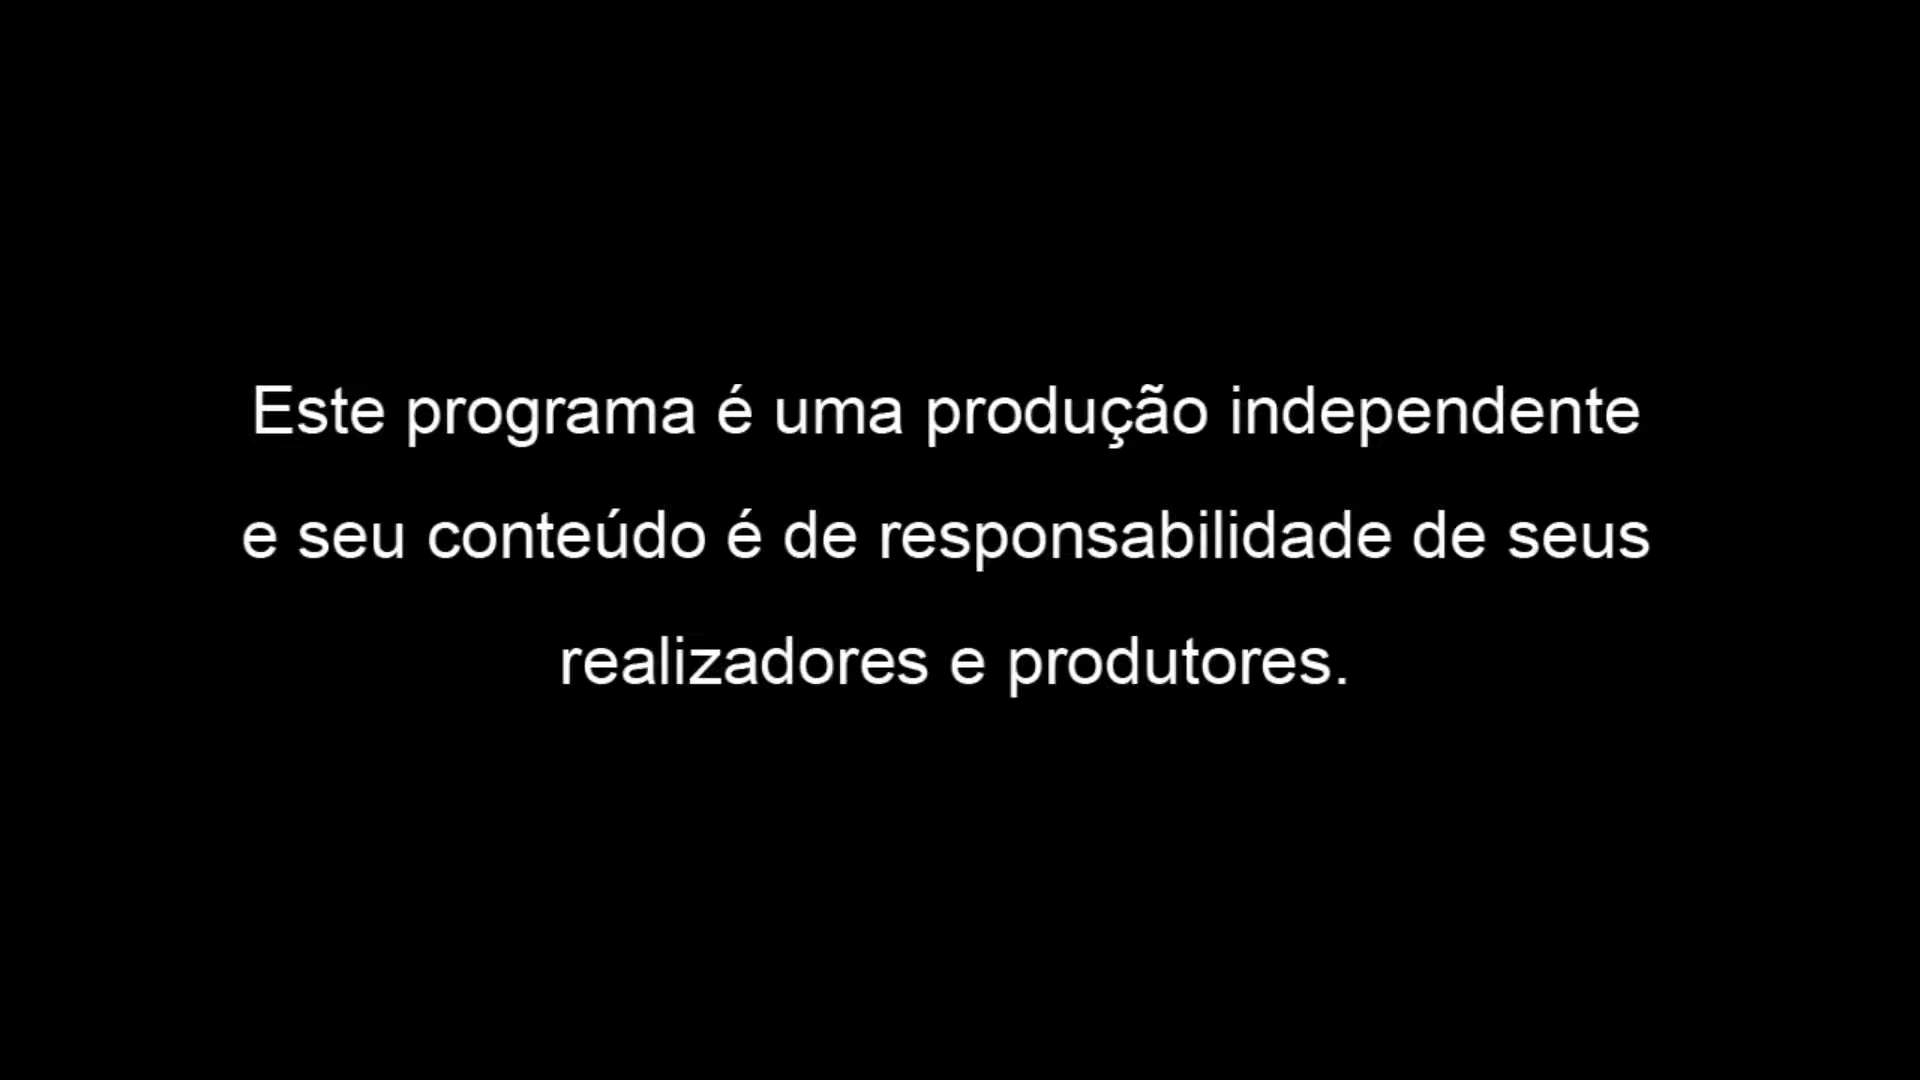 Este programa é uma produção independente
e seu conteúdo é de responsabilidade de seus
realizadores e produtores.